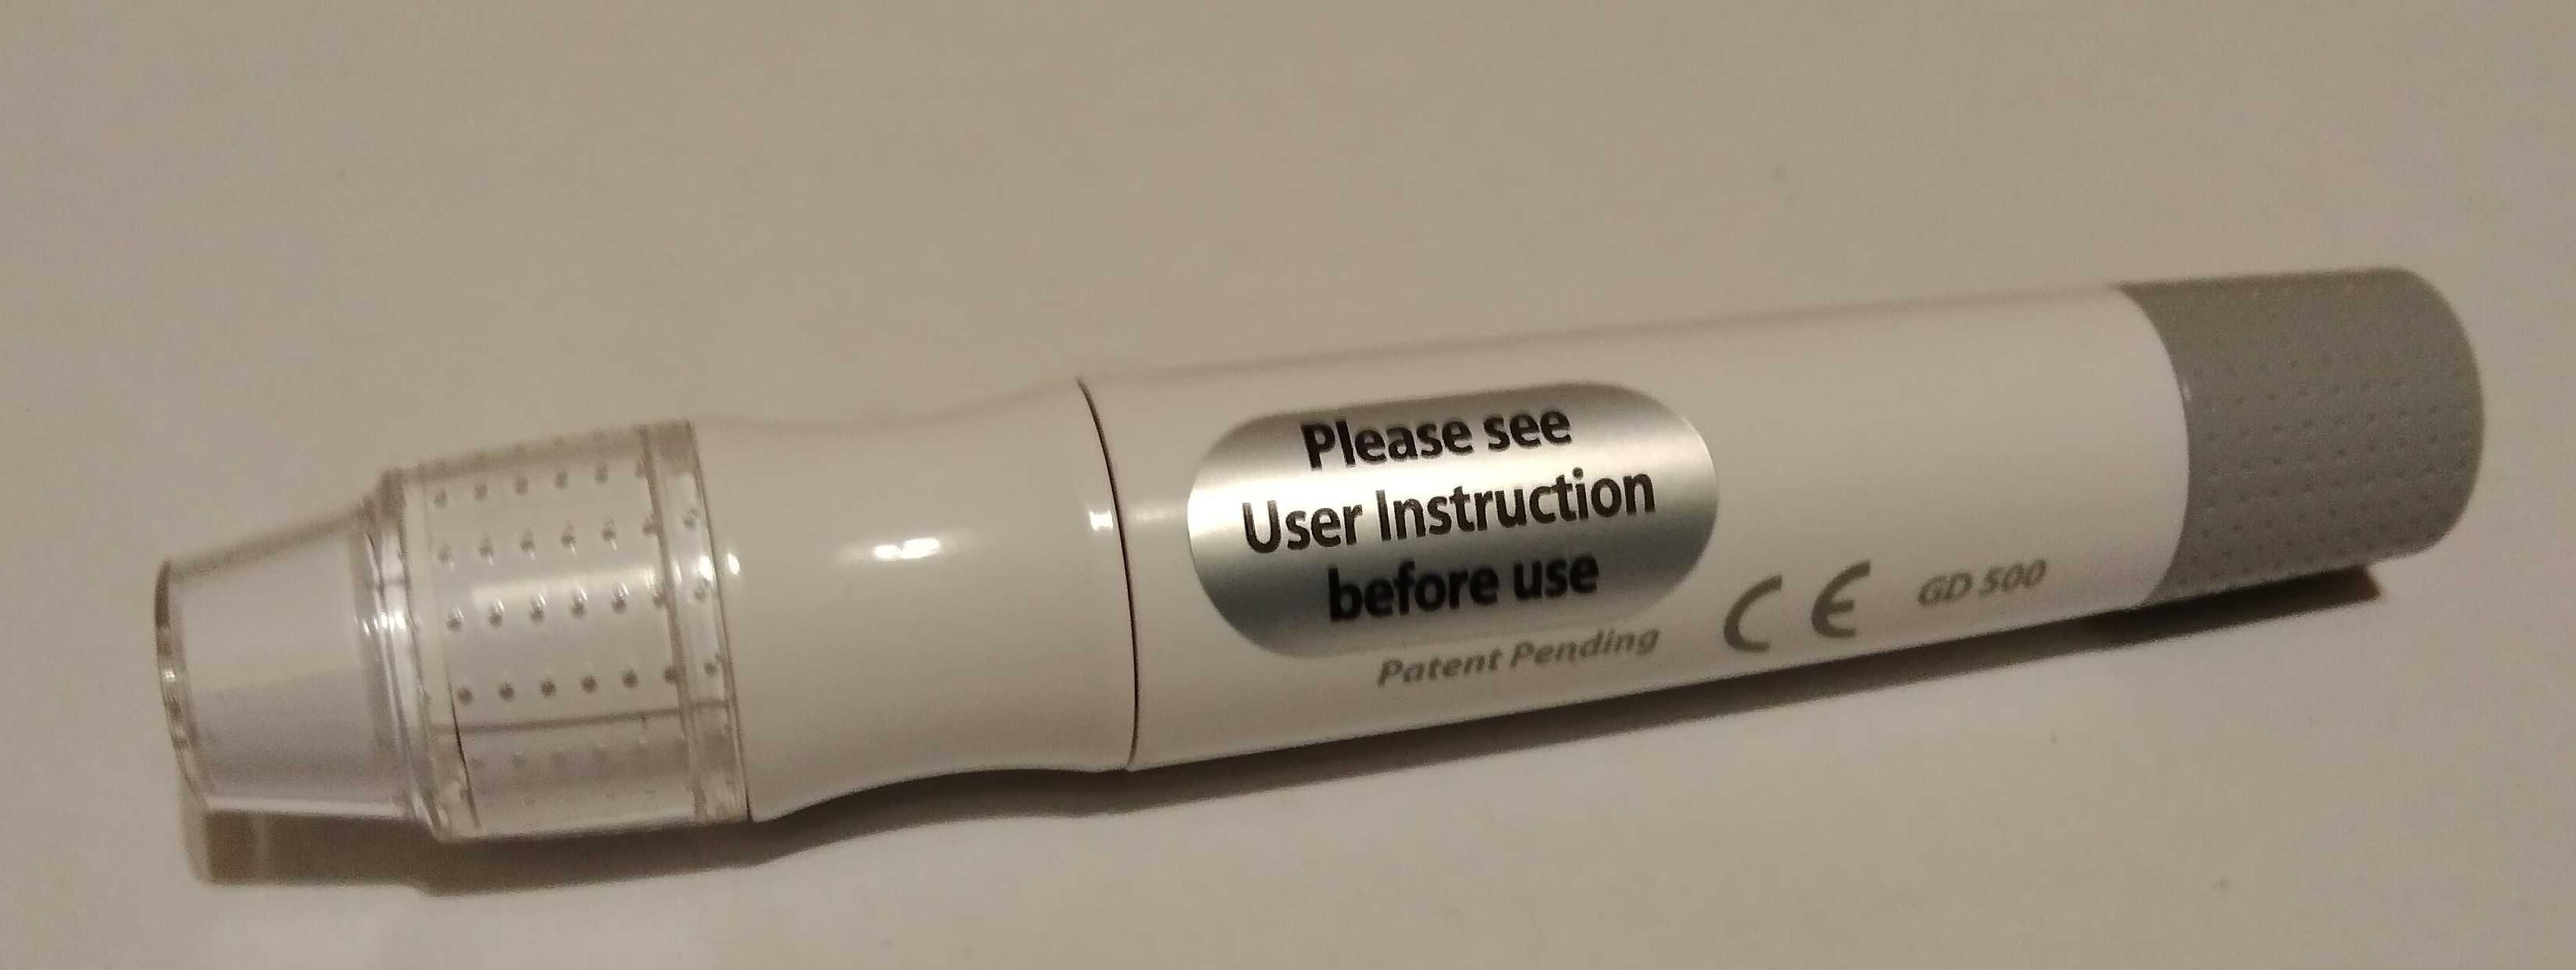 Please see
User Instruction
before use
Patent Pending
CE GD 500